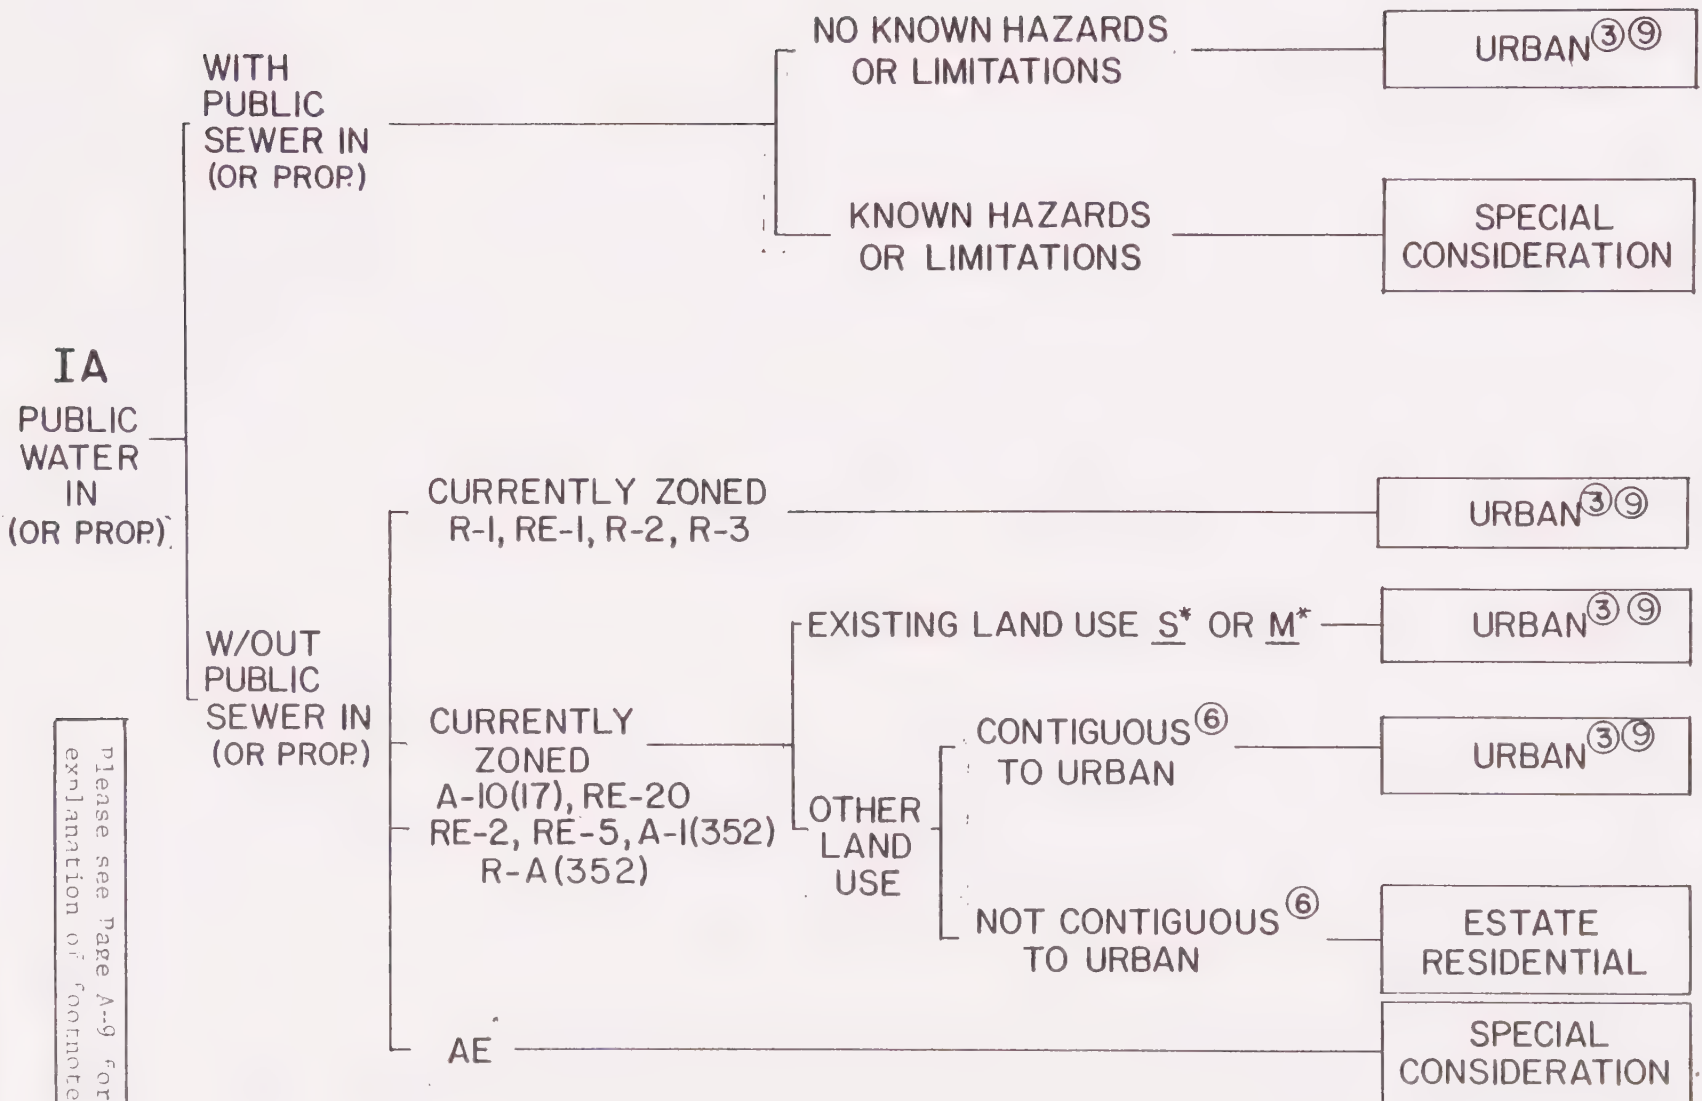 IA
PUBLIC
WATER
IN
(OR PROP.)
WITH
PUBLIC
SEWER IN
(OR PROP.)
NO KNOWN HAZARDS
OR LIMITATIONS
URBAN③⑨
KNOWN HAZARDS
OR LIMITATIONS
SPECIAL
CONSIDERATION
W/OUT
PUBLIC
SEWER IN
(OR PROP.)
CURRENTLY ZONED
R-1, RE-1, R-2, R-3
URBAN③⑨
CURRENTLY
ZONED
A-10(17), RE-20
RE-2, RE-5, A-1(352)
R-A(352)
EXISTING LAND USE S* OR M*
URBAN③⑨
OTHER
LAND
USE
CONTIGUOUS⑥
TO URBAN
URBAN③⑨
NOT CONTIGUOUS⑥
TO URBAN
ESTATE
RESIDENTIAL
AE
SPECIAL
CONSIDERATION
Please see Page A--9 for
explanation of footnote